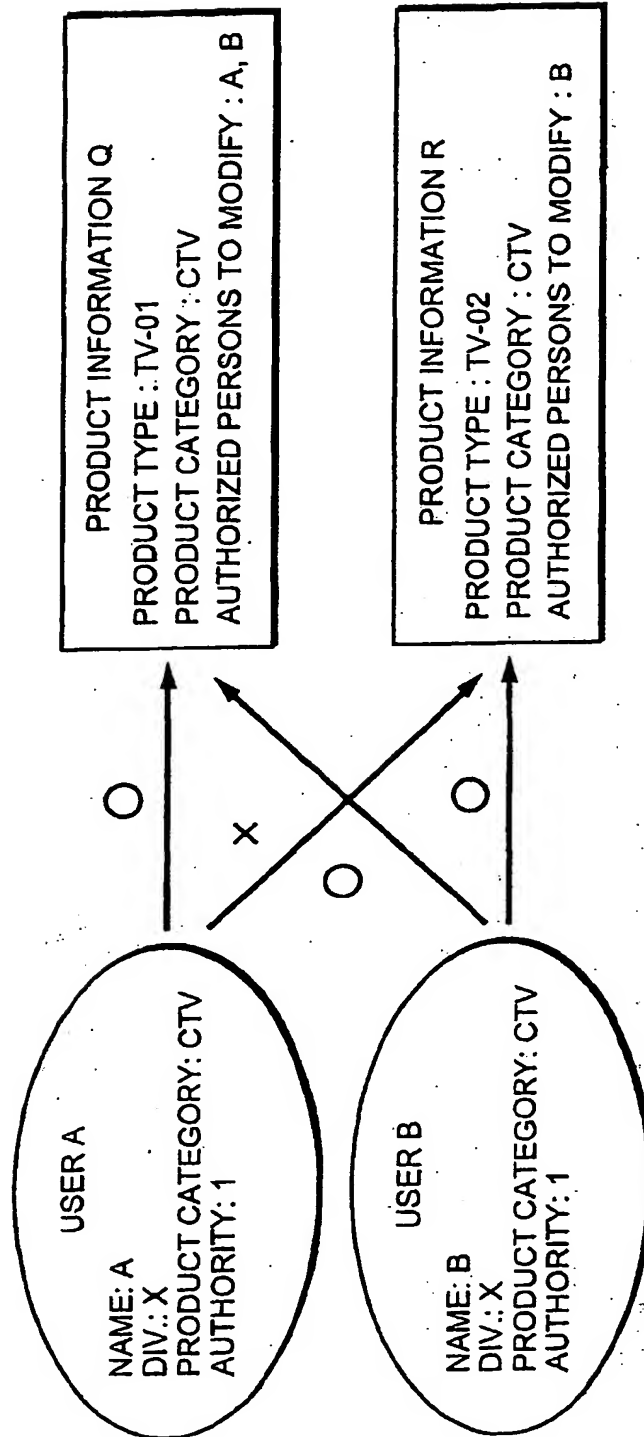 USER A
NAME: A
DIV.: X
PRODUCT CATEGORY: CTV
AUTHORITY: 1
USER B
NAME: B
DIV.: X
PRODUCT CATEGORY: CTV
AUTHORITY: 1
O
X
O
O
PRODUCT INFORMATION Q
PRODUCT TYPE : TV-01
PRODUCT CATEGORY : CTV
AUTHORIZED PERSONS TO MODIFY : A, B
PRODUCT INFORMATION R
PRODUCT TYPE : TV-02
PRODUCT CATEGORY : CTV
AUTHORIZED PERSONS TO MODIFY : B